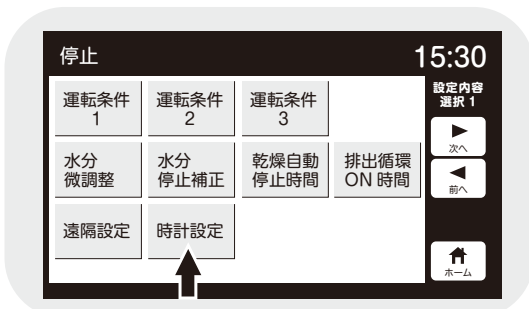 停止
15:30
設定内容
選択 1
運転条件
1
運転条件
2
運転条件
3
次へ
水分
微調整
水分
停止補正
乾燥自動
停止時間
排出循環
ON 時間
前へ
遠隔設定
時計設定
ホーム